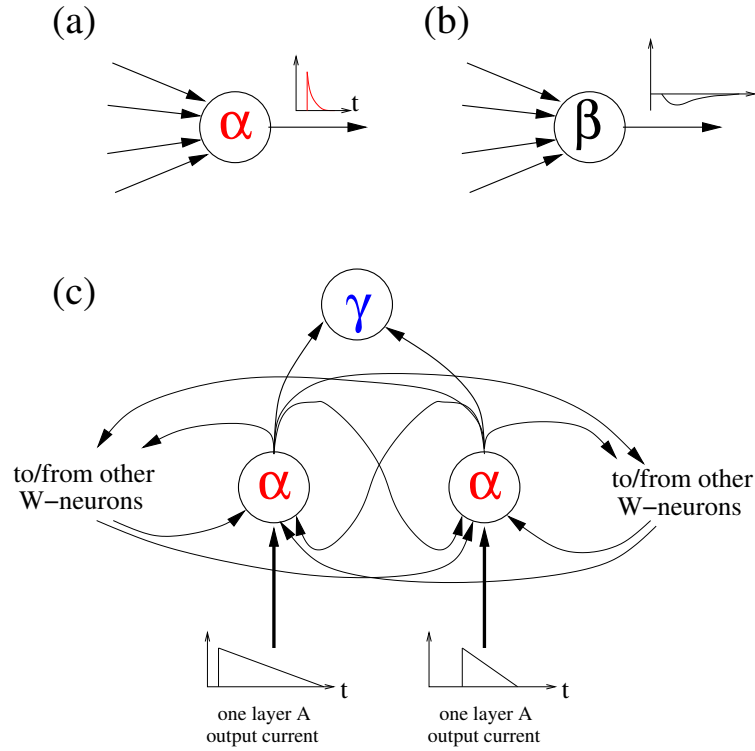 (a)
(b)
α
t
β
(c)
γ
α
α
to/from other
W−neurons
to/from other
W−neurons
t
t
one layer A
output current
one layer A
output current